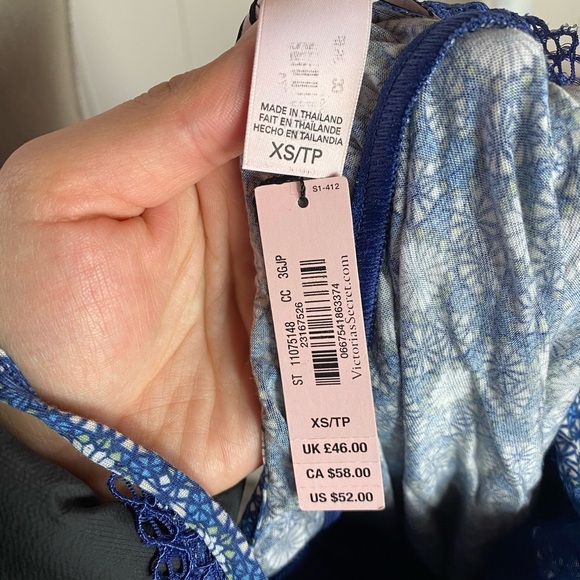 MADE IN THAILAND
FAIT EN THAÏLANDE
HECHO EN TAILANDIA
XS/TP
S1-412
ST 11075148 CC 3GJP
23167526
0667541863374
VictoriasSecret.com
XS/TP
UK £46.00
CA $58.00
US $52.00